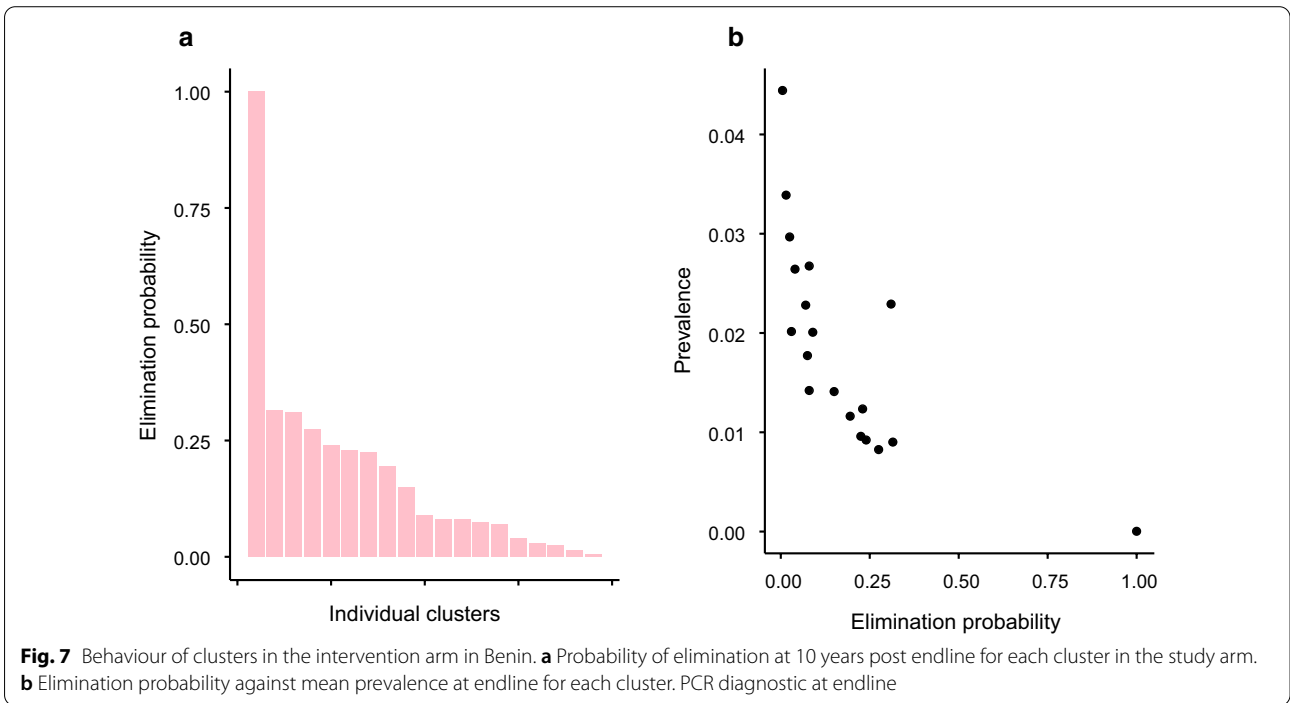 a
1.00
0.75
0.50
0.25
0.00
Elimination probability
Individual clusters
b
0.04
0.03
0.02
0.01
0.00
Prevalence
0.00 0.25 0.50 0.75 1.00
Elimination probability
Fig. 7 Behaviour of clusters in the intervention arm in Benin. a Probability of elimination at 10 years post endline for each cluster in the study arm.
b Elimination probability against mean prevalence at endline for each cluster. PCR diagnostic at endline